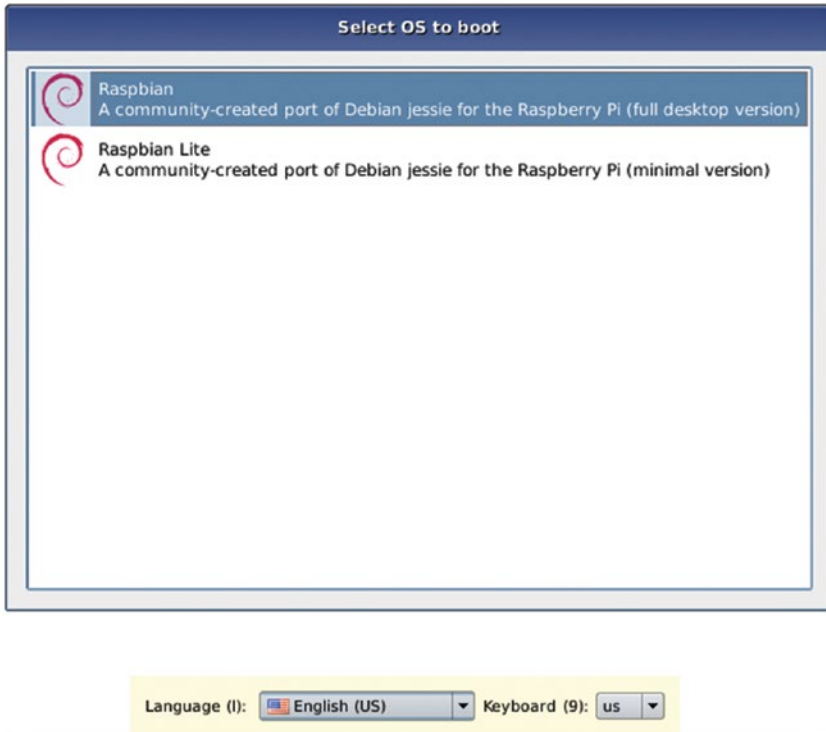 Select OS to boot
Raspbian
A community-created port of Debian jessie for the Raspberry Pi (full desktop version)
Raspbian Lite
A community-created port of Debian jessie for the Raspberry Pi (minimal version)
Language (l): English (US) Keyboard (9): us